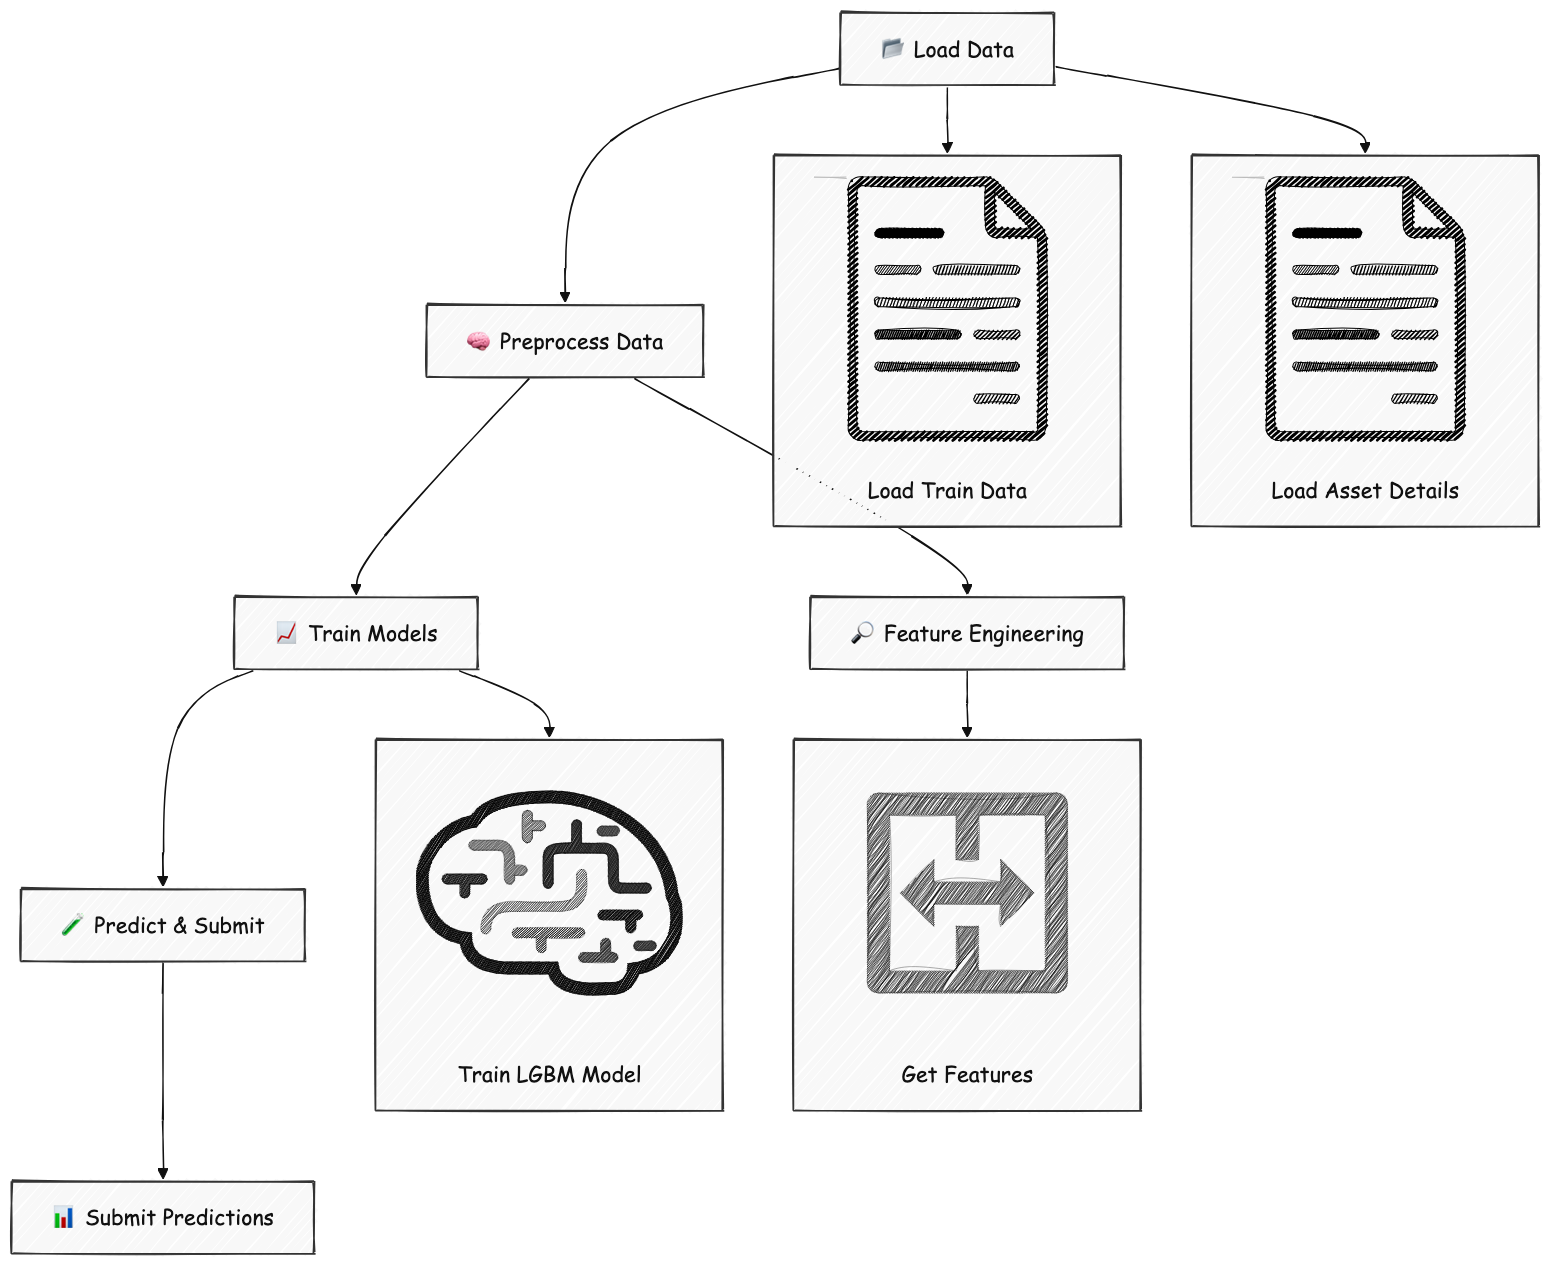 Load Data
Preprocess Data
Load Train Data
Load Asset Details
Train Models
Feature Engineering
Predict & Submit
Train LGBM Model
Get Features
Submit Predictions